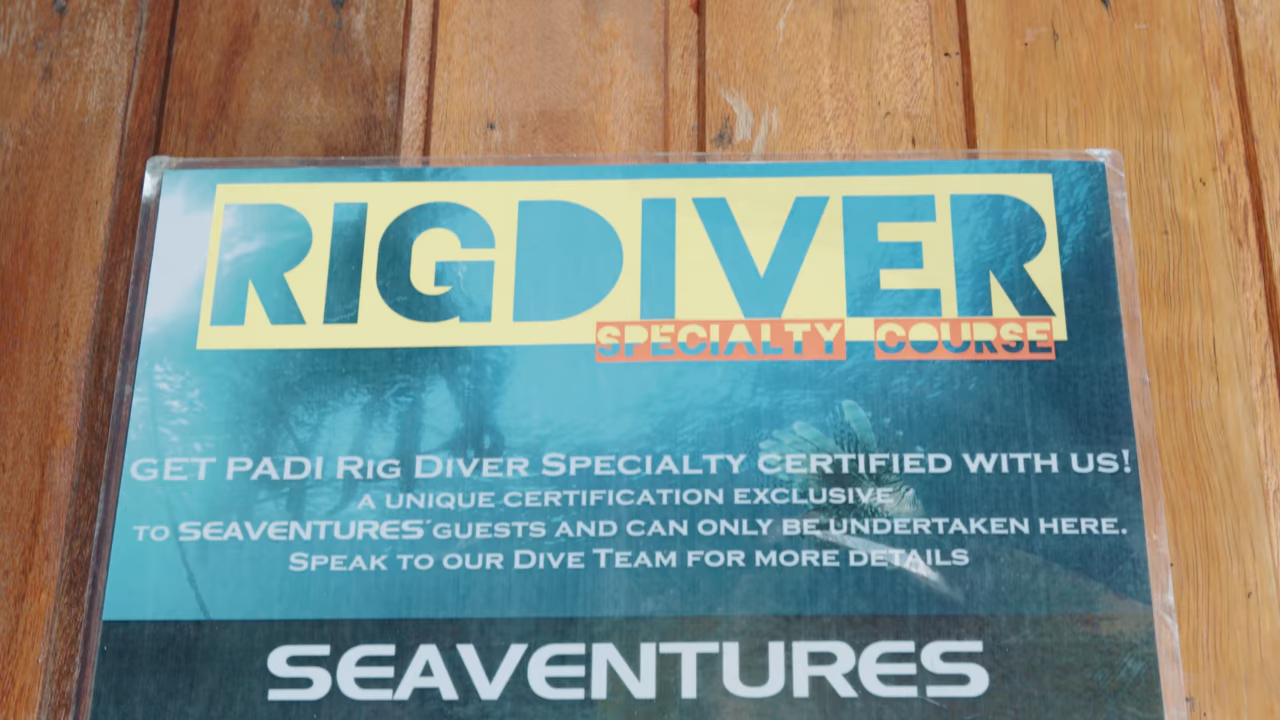 RIGDIVER
SPECIALTY COURSE
GET PADI RIG DIVER SPECIALTY CERTIFIED WITH US!
A UNIQUE CERTIFICATION EXCLUSIVE
TO SEAVENTURES' GUESTS AND CAN ONLY BE UNDERTAKEN HERE.
SPEAK TO OUR DIVE TEAM FOR MORE DETAILS
SEAVENTURES